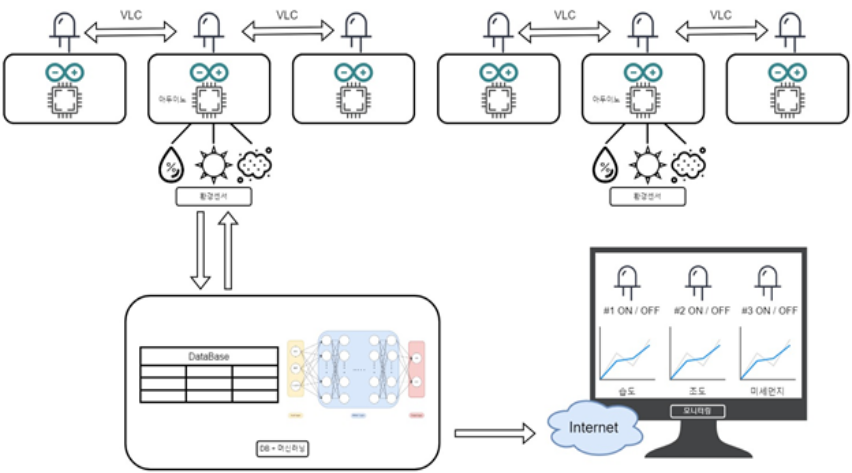 VLC
VLC
VLC
VLC
아두이노
아두이노
%
%
환경센서
환경센서
DataBase
DB + 머신러닝
#1 ON / OFF
#2 ON / OFF
#3 ON / OFF
습도
조도
미세먼지
모니터링
Internet